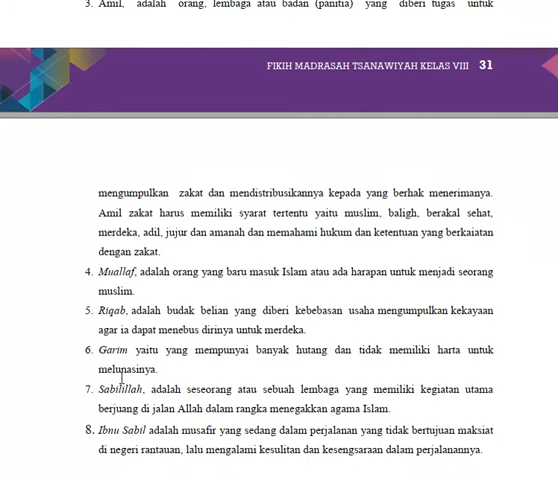 3. Amil, adalah orang, lembaga atau badan (panitia) yang diberi tugas untuk
FIKIH MADRASAH TSANAWIYAH KELAS VIII 31
mengumpulkan zakat dan mendistribusikannya kepada yang berhak menerimanya.
Amil zakat harus memiliki syarat tertentu yaitu muslim, baligh, berakal sehat,
merdeka, adil, jujur dan amanah dan memahami hukum dan ketentuan yang berkaiatan
dengan zakat.
4. Muallaf, adalah orang yang baru masuk Islam atau ada harapan untuk menjadi seorang
muslim.
5. Riqab, adalah budak belian yang diberi kebebasan usaha mengumpulkan kekayaan
agar ia dapat menebus dirinya untuk merdeka.
6. Garim yaitu yang mempunyai banyak hutang dan tidak memiliki harta untuk
melunasinya.
7. Sabilillah, adalah seseorang atau sebuah lembaga yang memiliki kegiatan utama
berjuang di jalan Allah dalam rangka menegakkan agama Islam.
8. Ibnu Sabil adalah musafir yang sedang dalam perjalanan yang tidak bertujuan maksiat
di negeri rantauan, lalu mengalami kesulitan dan kesengsaraan dalam perjalanannya.